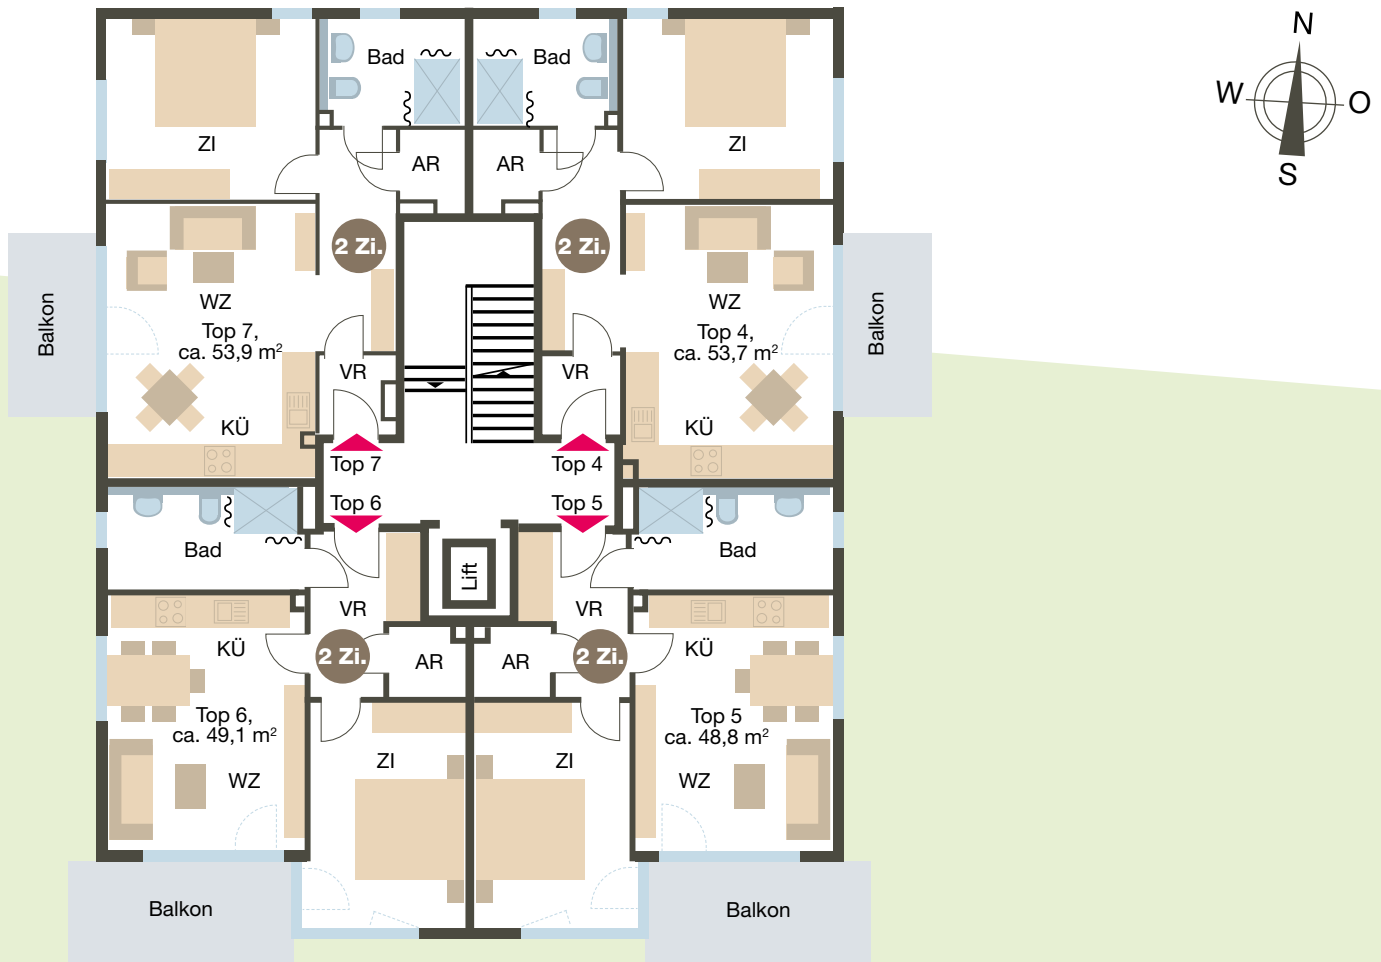 N
W
O
S
Bad
Bad
ZI
AR
AR
ZI
2 Zi.
2 Zi.
Balkon
WZ
Top 7,
ca. 53,9 m²
WZ
Top 4,
ca. 53,7 m²
Balkon
VR
VR
KÜ
KÜ
Top 7
Top 4
Top 6
Top 5
Bad
Lift
Bad
VR
VR
KÜ
2 Zi.
AR
AR
2 Zi.
KÜ
Top 6,
ca. 49,1 m²
Top 5
ca. 48,8 m²
WZ
ZI
ZI
WZ
Balkon
Balkon